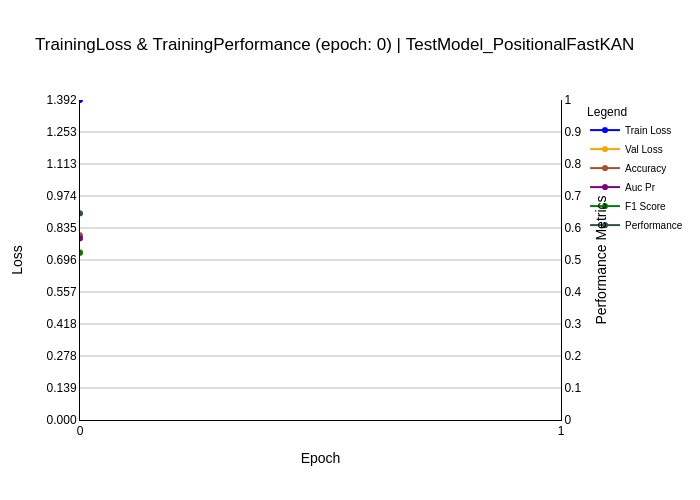 TrainingLoss & TrainingPerformance (epoch: 0) | TestModel_PositionalFastKAN
1.392
1.253
1.113
0.974
0.835
0.696
0.557
0.418
0.278
0.139
0.000
Loss
0
1
Epoch
1
0.9
0.8
0.7
0.6
0.5
0.4
0.3
0.2
0.1
0
Performance Metrics
Legend
Train Loss
Val Loss
Accuracy
Auc Pr
F1 Score
Performance